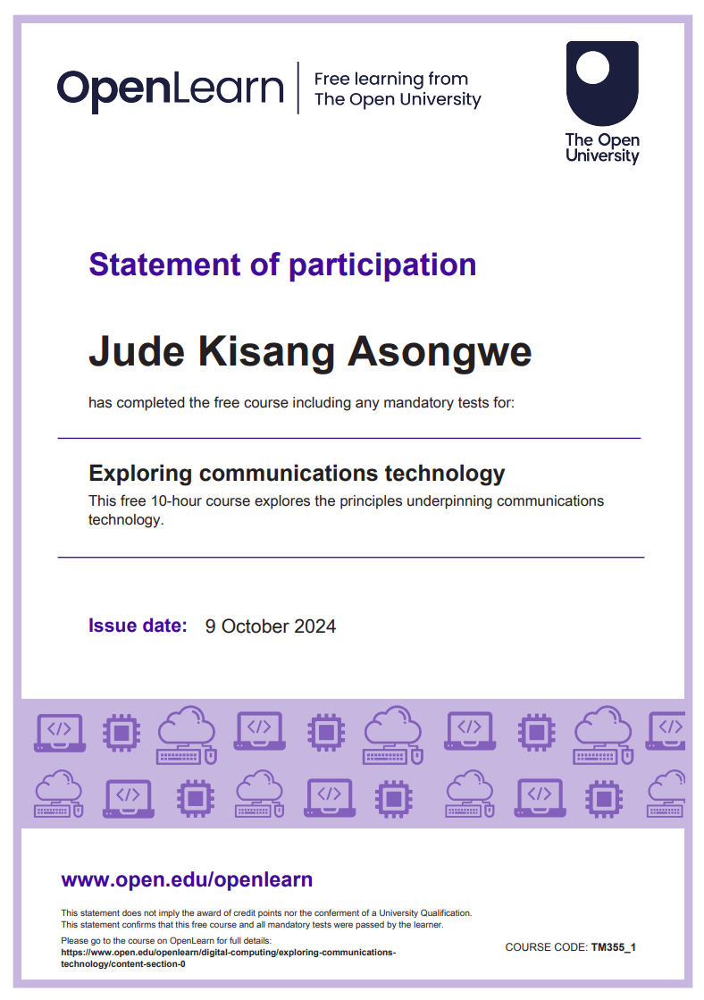 OpenLearn
Free learning from
The Open University
The Open
University
Statement of participation
Jude Kisang Asongwe
has completed the free course including any mandatory tests for:
Exploring communications technology
This free 10-hour course explores the principles underpinning communications
technology.
Issue date: 9 October 2024
www.open.edu/openlearn
This statement does not imply the award of credit points nor the conferment of a University Qualification.
This statement confirms that this free course and all mandatory tests were passed by the learner.
Please go to the course on OpenLearn for full details:
https://www.open.edu/openlearn/digital-computing/exploring-communications-
technology/content-section-0
COURSE CODE: TM355_1